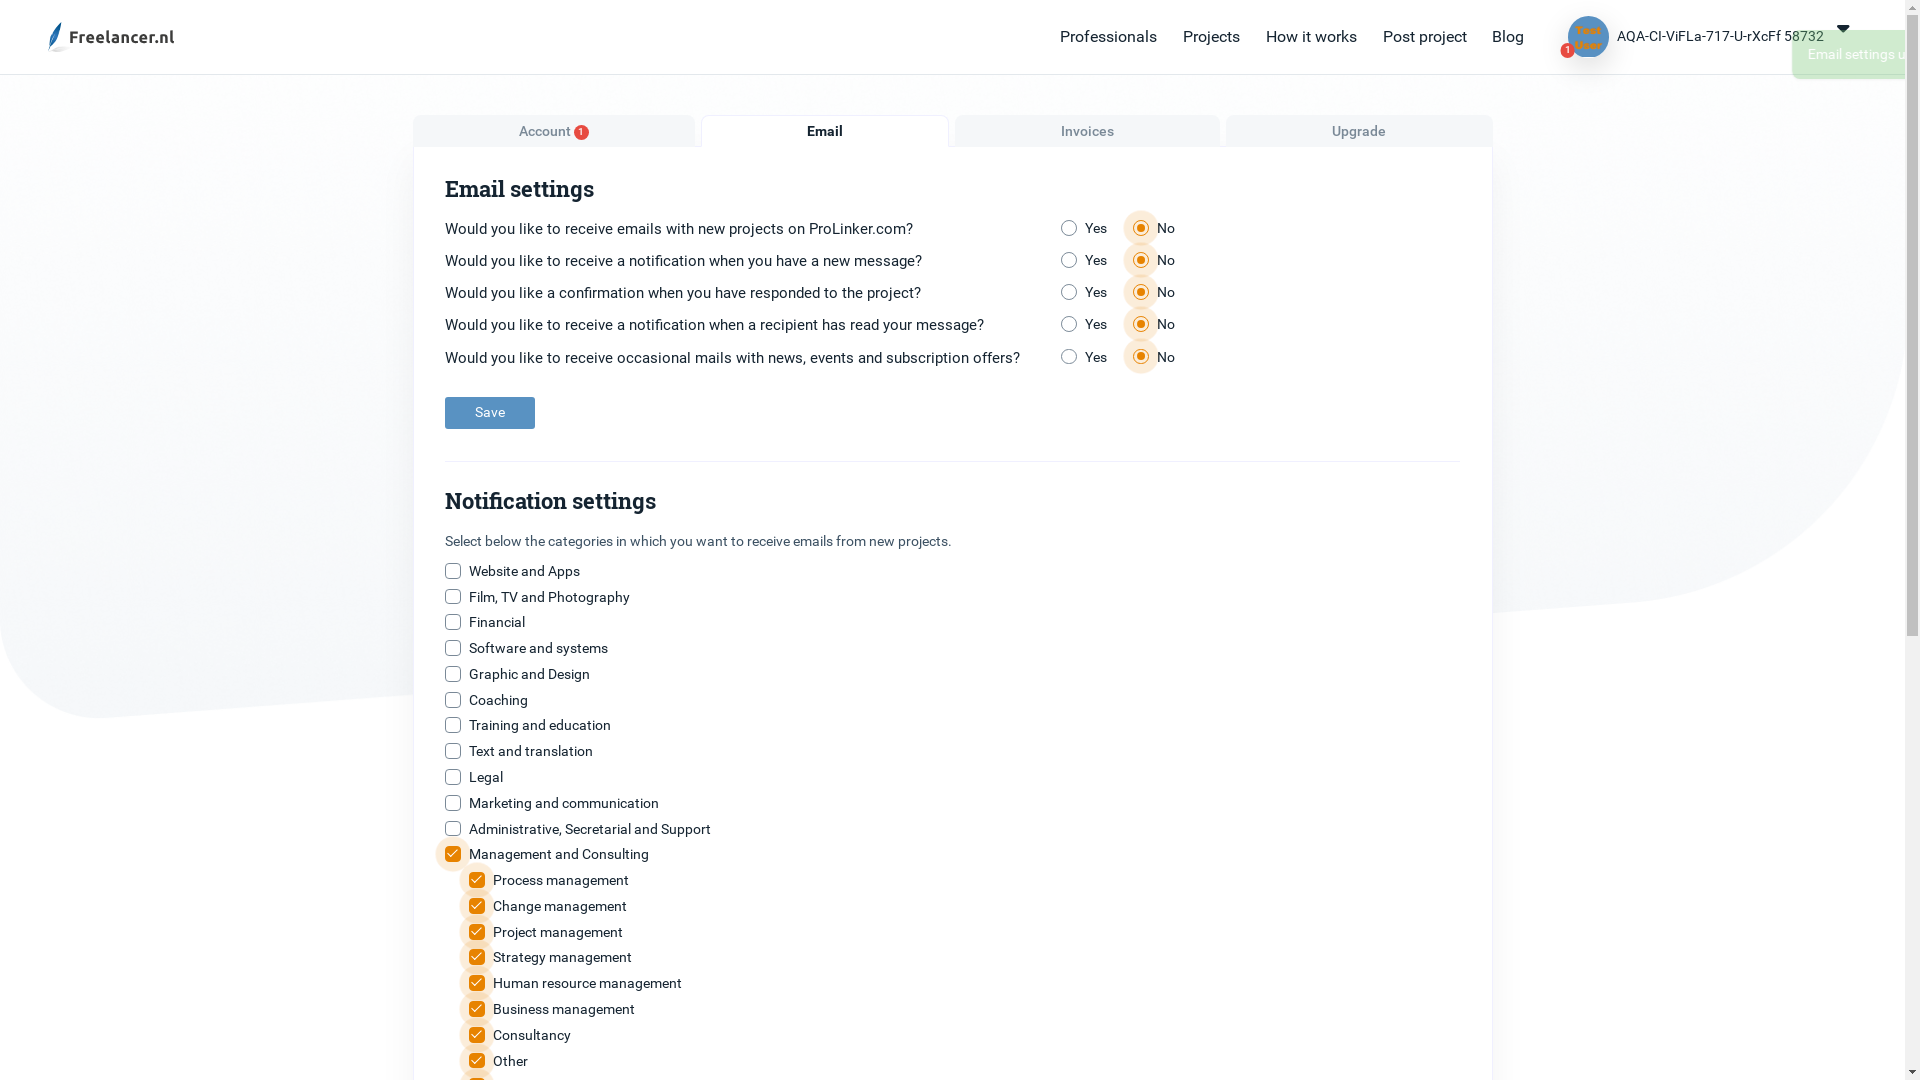 Freelancer.nl
Professionals
Projects
How it works
Post project
Blog
Test
User
1
AQA-CI-ViFLa-717-U-rXcFf 58732
Email settings u
Account 1
Email
Invoices
Upgrade
Email settings
Would you like to receive emails with new projects on ProLinker.com?
Yes
No
Would you like to receive a notification when you have a new message?
Yes
No
Would you like a confirmation when you have responded to the project?
Yes
No
Would you like to receive a notification when a recipient has read your message?
Yes
No
Would you like to receive occasional mails with news, events and subscription offers?
Yes
No
Save
Notification settings
Select below the categories in which you want to receive emails from new projects.
Website and Apps
Film, TV and Photography
Financial
Software and systems
Graphic and Design
Coaching
Training and education
Text and translation
Legal
Marketing and communication
Administrative, Secretarial and Support
Management and Consulting
Process management
Change management
Project management
Strategy management
Human resource management
Business management
Consultancy
Other